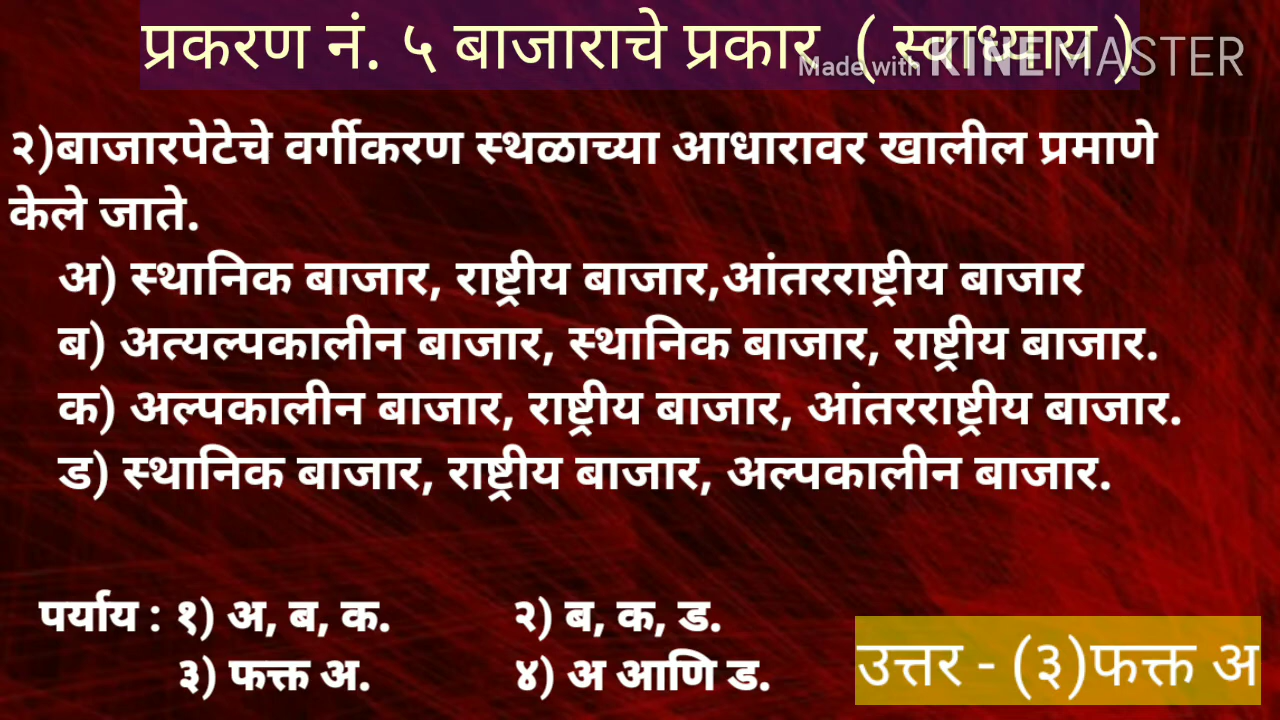 प्रकरण नं. ५ बाजाराचे प्रकार ( स्वाध्याय )
Made with KINEMASTER
२)बाजारपेटेचे वर्गीकरण स्थळाच्या आधारावर खालील प्रमाणे
केले जाते.
अ) स्थानिक बाजार, राष्ट्रीय बाजार,आंतरराष्ट्रीय बाजार
ब) अत्यल्पकालीन बाजार, स्थानिक बाजार, राष्ट्रीय बाजार.
क) अल्पकालीन बाजार, राष्ट्रीय बाजार, आंतरराष्ट्रीय बाजार.
ड) स्थानिक बाजार, राष्ट्रीय बाजार, अल्पकालीन बाजार.
पर्याय : १) अ, ब, क. २) ब, क, ड.
३) फक्त अ. ४) अ आणि ड.
उत्तर - (३)फक्त अ